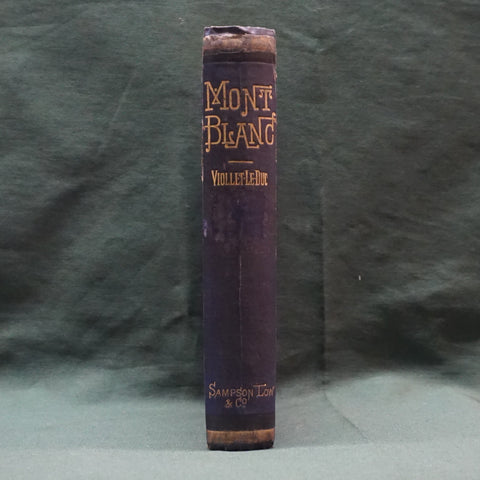 MONT
BLANC
VIOLLET-LE-DUC
SAMPSON LOW
& Co